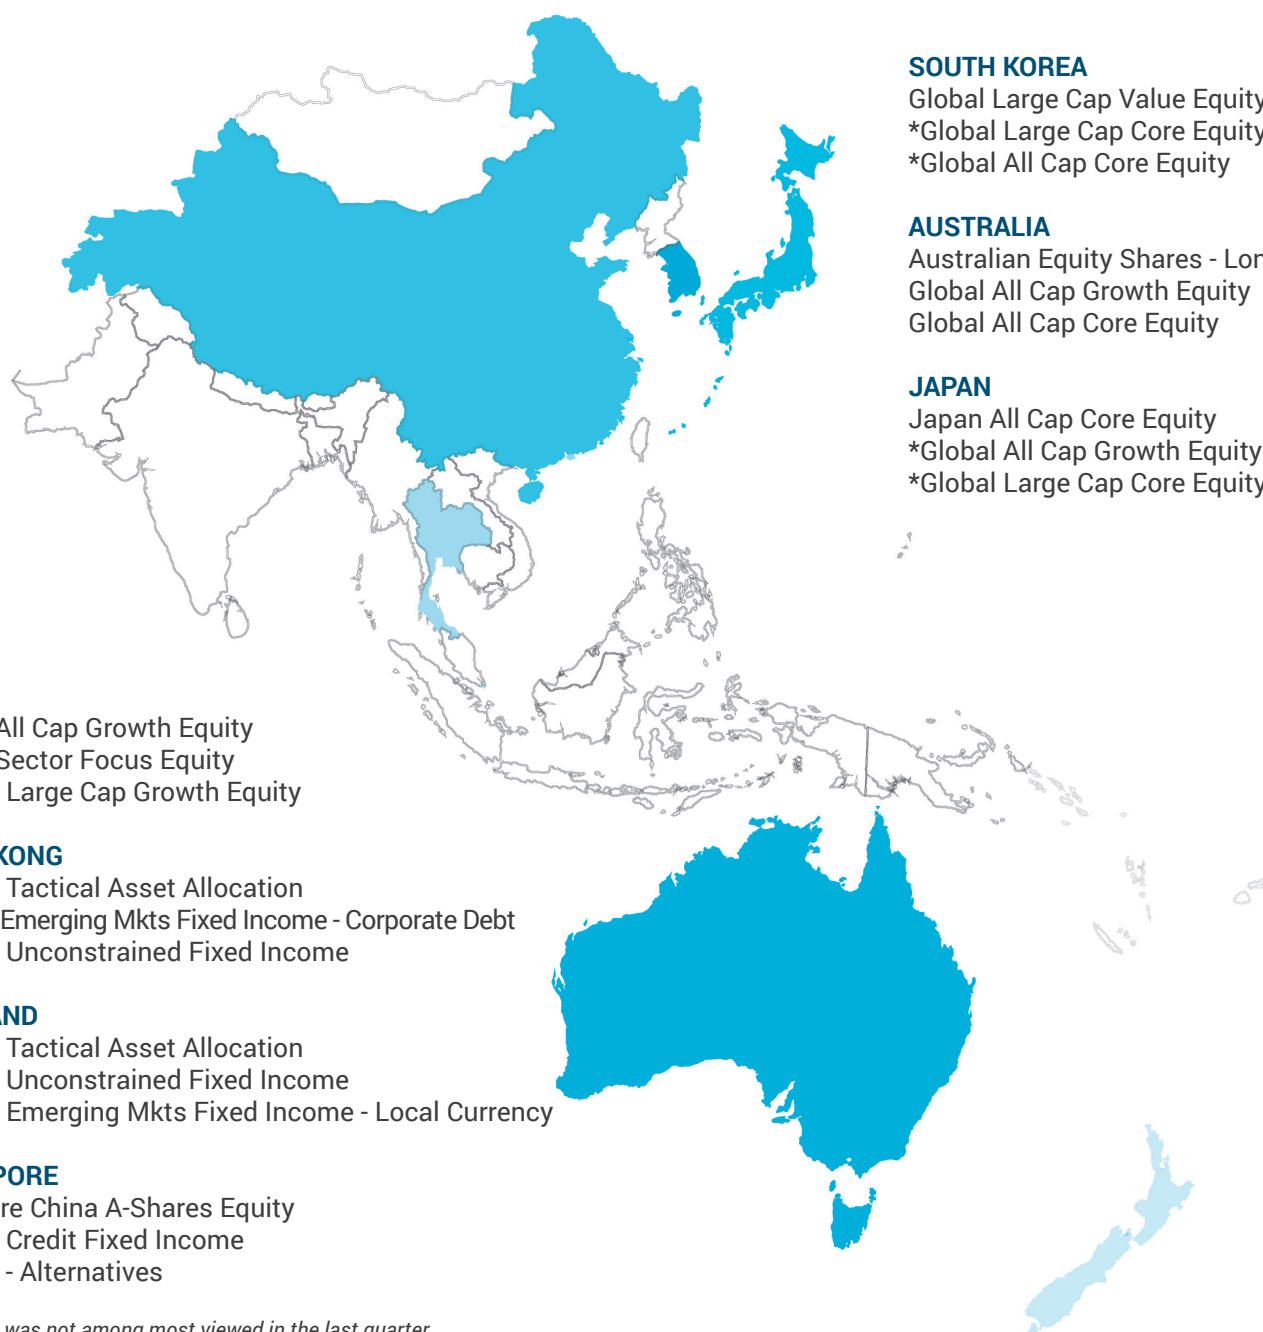 SOUTH KOREA
Global Large Cap Value Equity
*Global Large Cap Core Equity
*Global All Cap Core Equity
AUSTRALIA
Australian Equity Shares - Lon
Global All Cap Growth Equity
Global All Cap Core Equity
JAPAN
Japan All Cap Core Equity
*Global All Cap Growth Equity
*Global Large Cap Core Equity
All Cap Growth Equity
Sector Focus Equity
Large Cap Growth Equity
KONG
Tactical Asset Allocation
Emerging Mkts Fixed Income - Corporate Debt
Unconstrained Fixed Income
AND
Tactical Asset Allocation
Unconstrained Fixed Income
Emerging Mkts Fixed Income - Local Currency
PORE
re China A-Shares Equity
Credit Fixed Income
- Alternatives
was not among most viewed in the last quarter